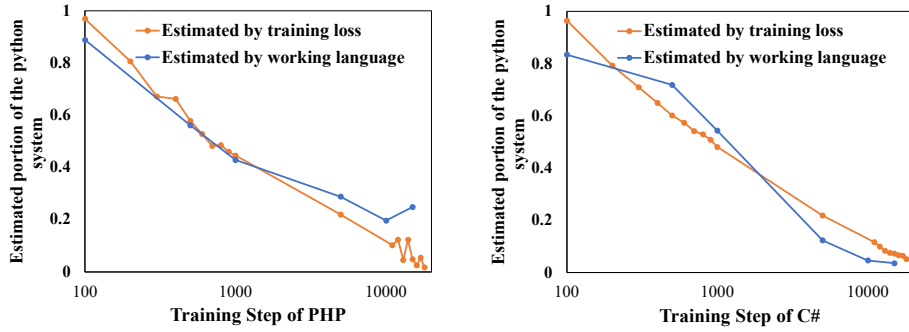 Estimated portion of the python
system
1
0.8
0.6
0.4
0.2
0
100
1000
10000
Training Step of PHP
Estimated by training loss
Estimated by working language
Estimated portion of the python
system
1
0.8
0.6
0.4
0.2
0
100
1000
10000
Training Step of C#
Estimated by training loss
Estimated by working language